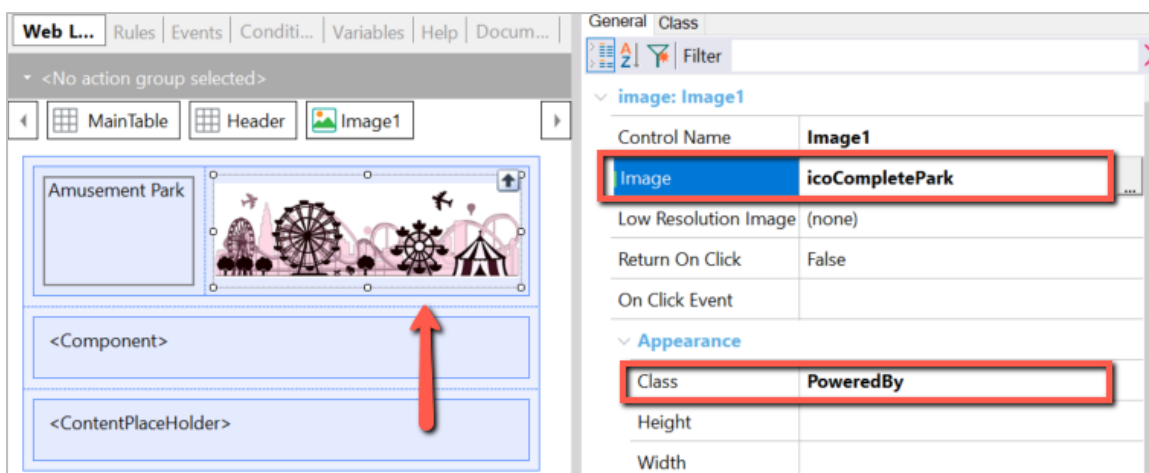 Web L... Rules Events Conditi... Variables Help Docum...
<No action group selected>
MainTable Header Image1
Amusement Park
<Component>
<ContentPlaceHolder>
General Class
Filter
image: Image1
Control Name Image1
Image icoCompletePark ...
Low Resolution Image (none)
Return On Click False
On Click Event
Appearance
Class PoweredBy
Height
Width